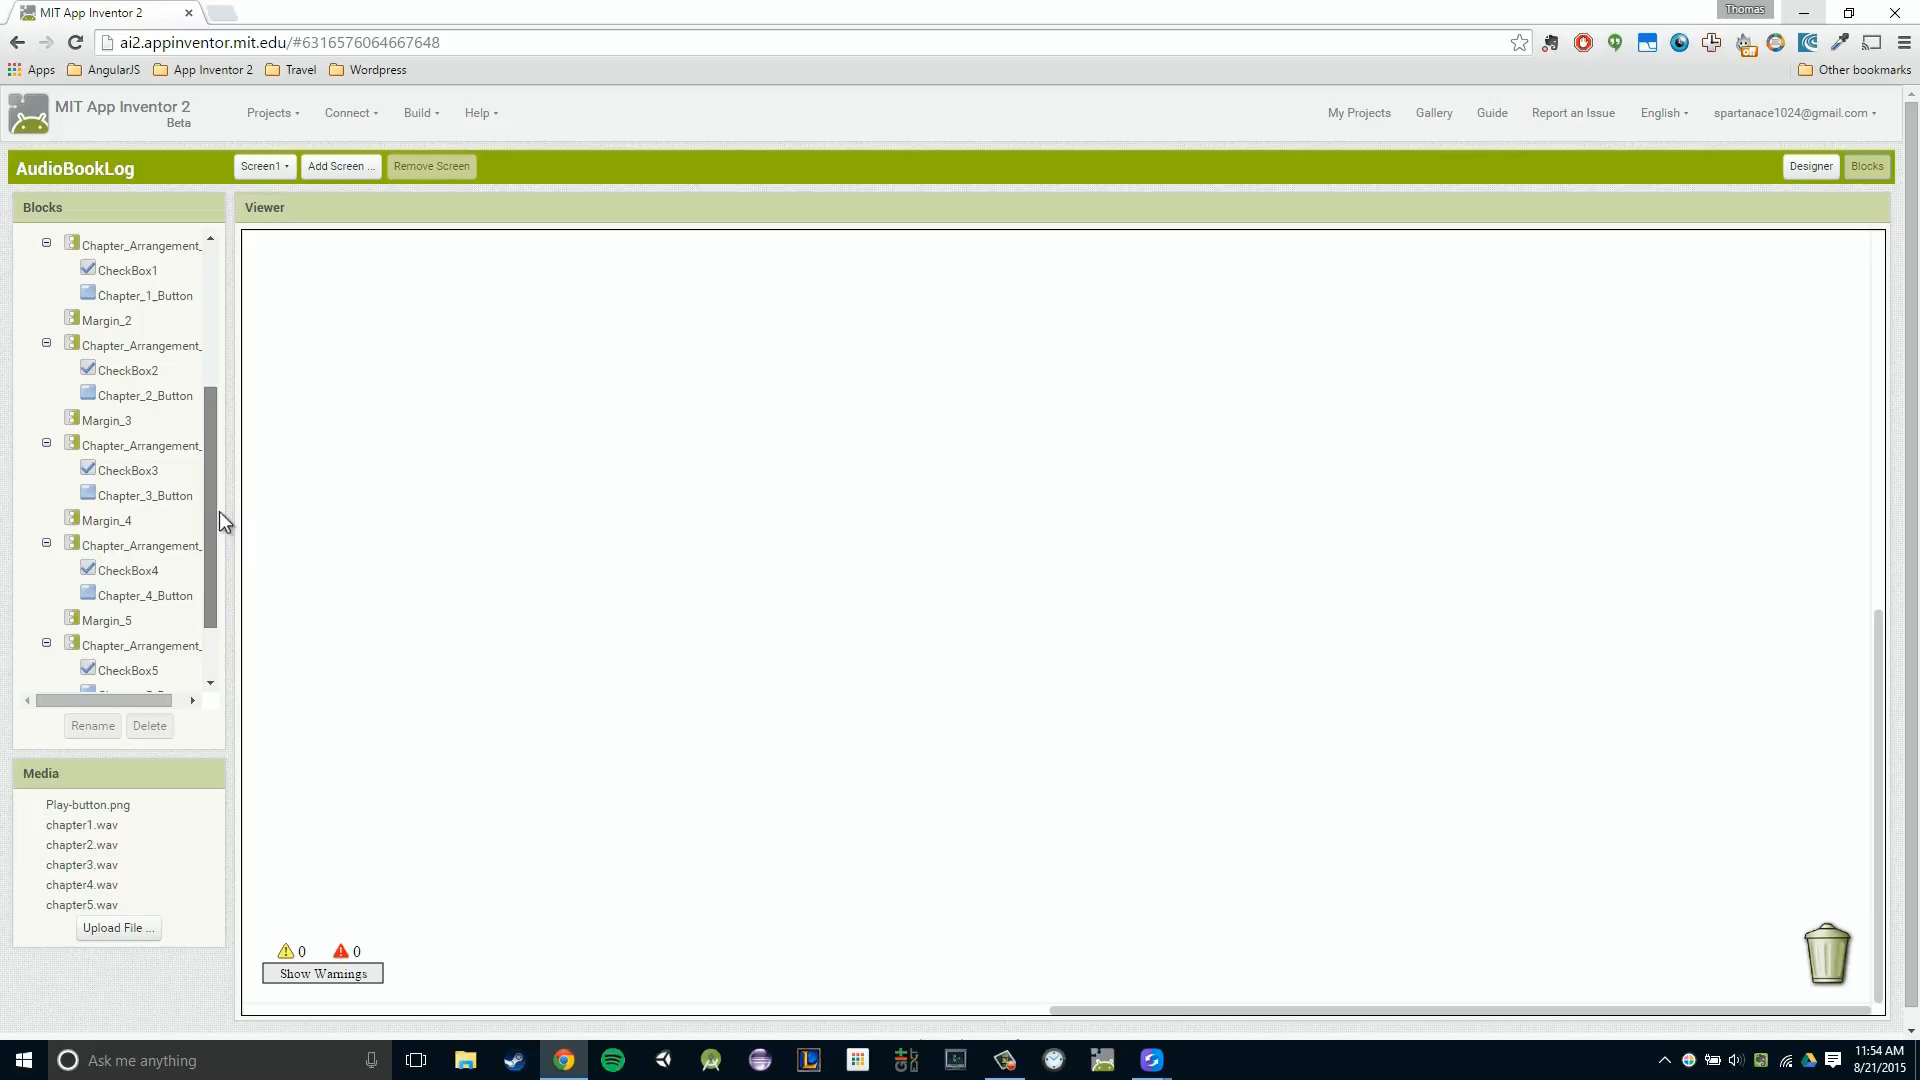 MIT App Inventor 2
Thomas
ai2.appinventor.mit.edu/#6316576064667648
Apps
AngularJS
App Inventor 2
Travel
Wordpress
Other bookmarks
MIT App Inventor 2
Beta
Projects
Connect
Build
Help
My Projects
Gallery
Guide
Report an Issue
English
spartanace1024@gmail.com
AudioBookLog
Screen1
Add Screen ...
Remove Screen
Designer
Blocks
Blocks
Viewer
Chapter_Arrangement_
CheckBox1
Chapter_1_Button
Margin_2
Chapter_Arrangement_
CheckBox2
Chapter_2_Button
Margin_3
Chapter_Arrangement_
CheckBox3
Chapter_3_Button
Margin_4
Chapter_Arrangement_
CheckBox4
Chapter_4_Button
Margin_5
Chapter_Arrangement_
CheckBox5
Rename
Delete
Media
Play-button.png
chapter1.wav
chapter2.wav
chapter3.wav
chapter4.wav
chapter5.wav
Upload File ...
0
0
Show Warnings
Ask me anything
11:54 AM
8/21/2015